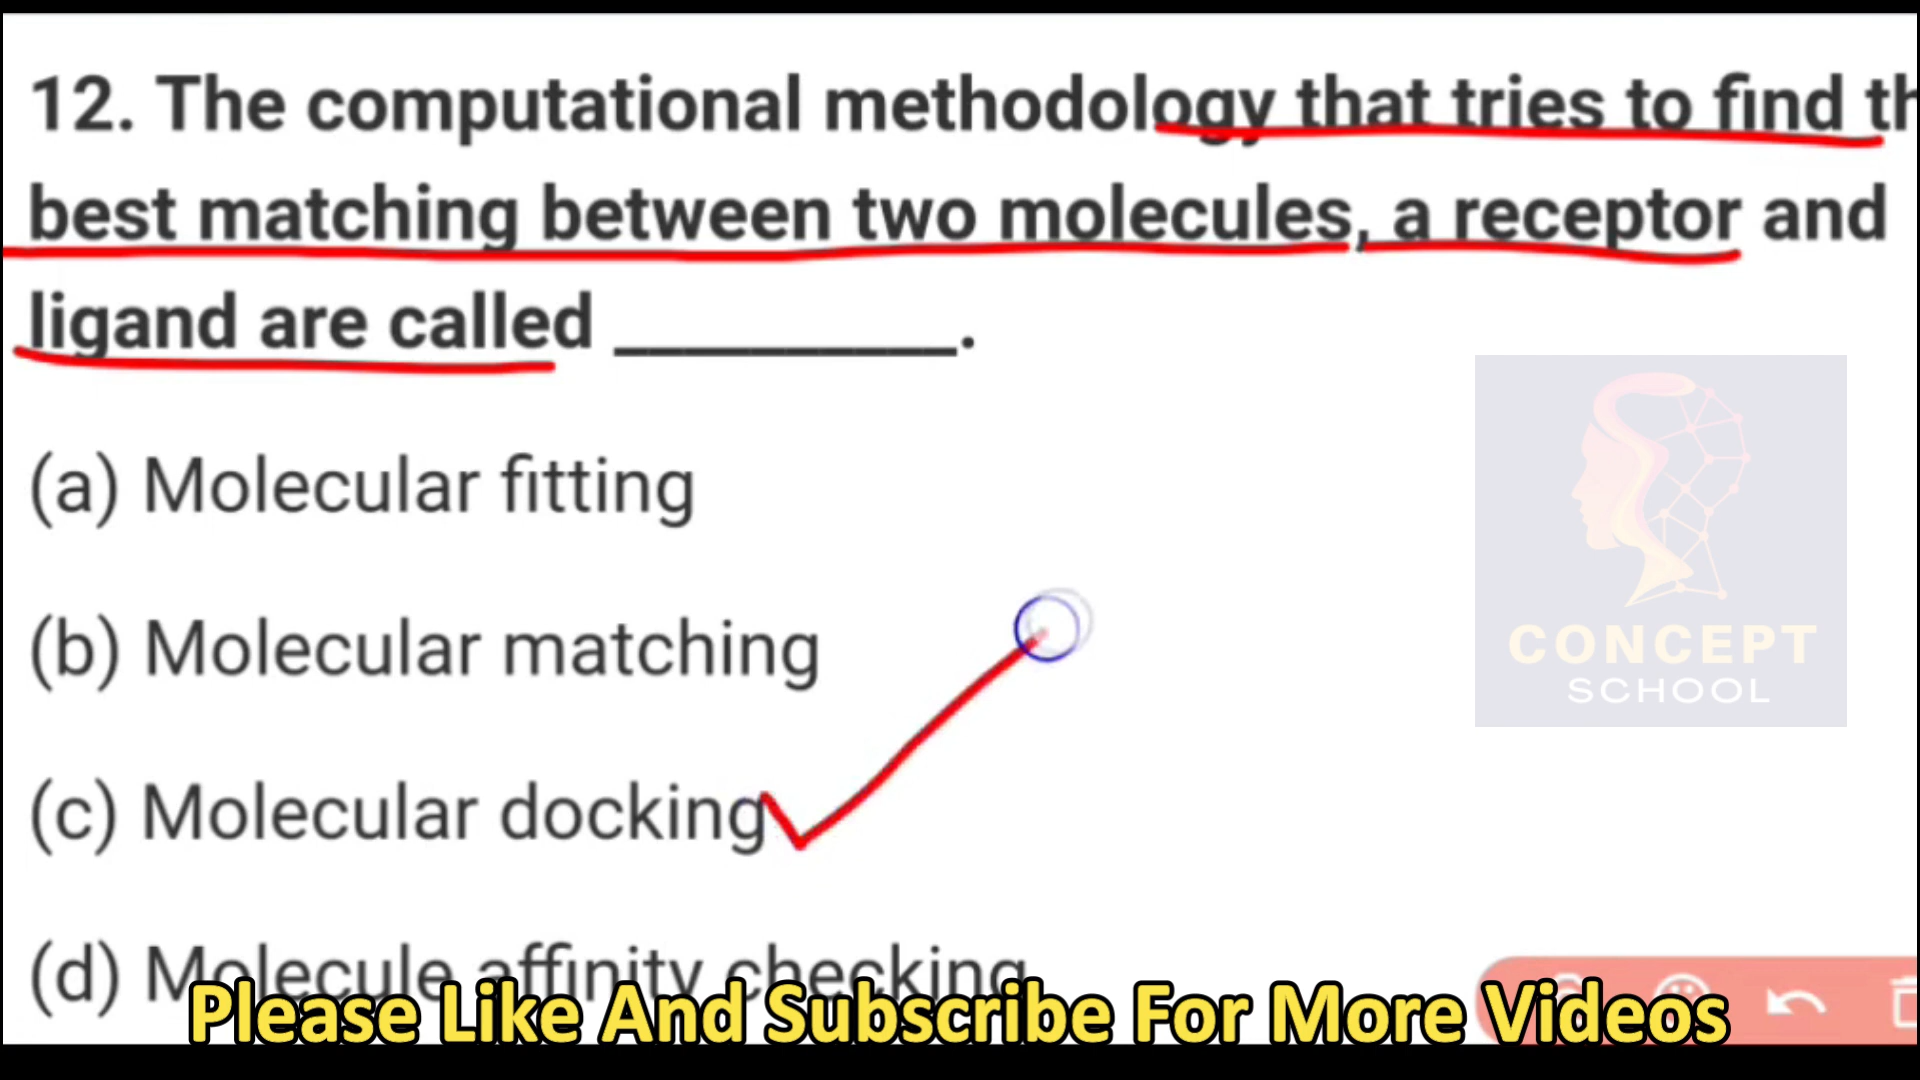 12. The computational methodology that tries to find th
best matching between two molecules, a receptor and
ligand are called __________.
(a) Molecular fitting
(b) Molecular matching
CONCEPT
SCHOOL
(c) Molecular docking
(d) Molecule affinity checking
Please Like And Subscribe For More Videos